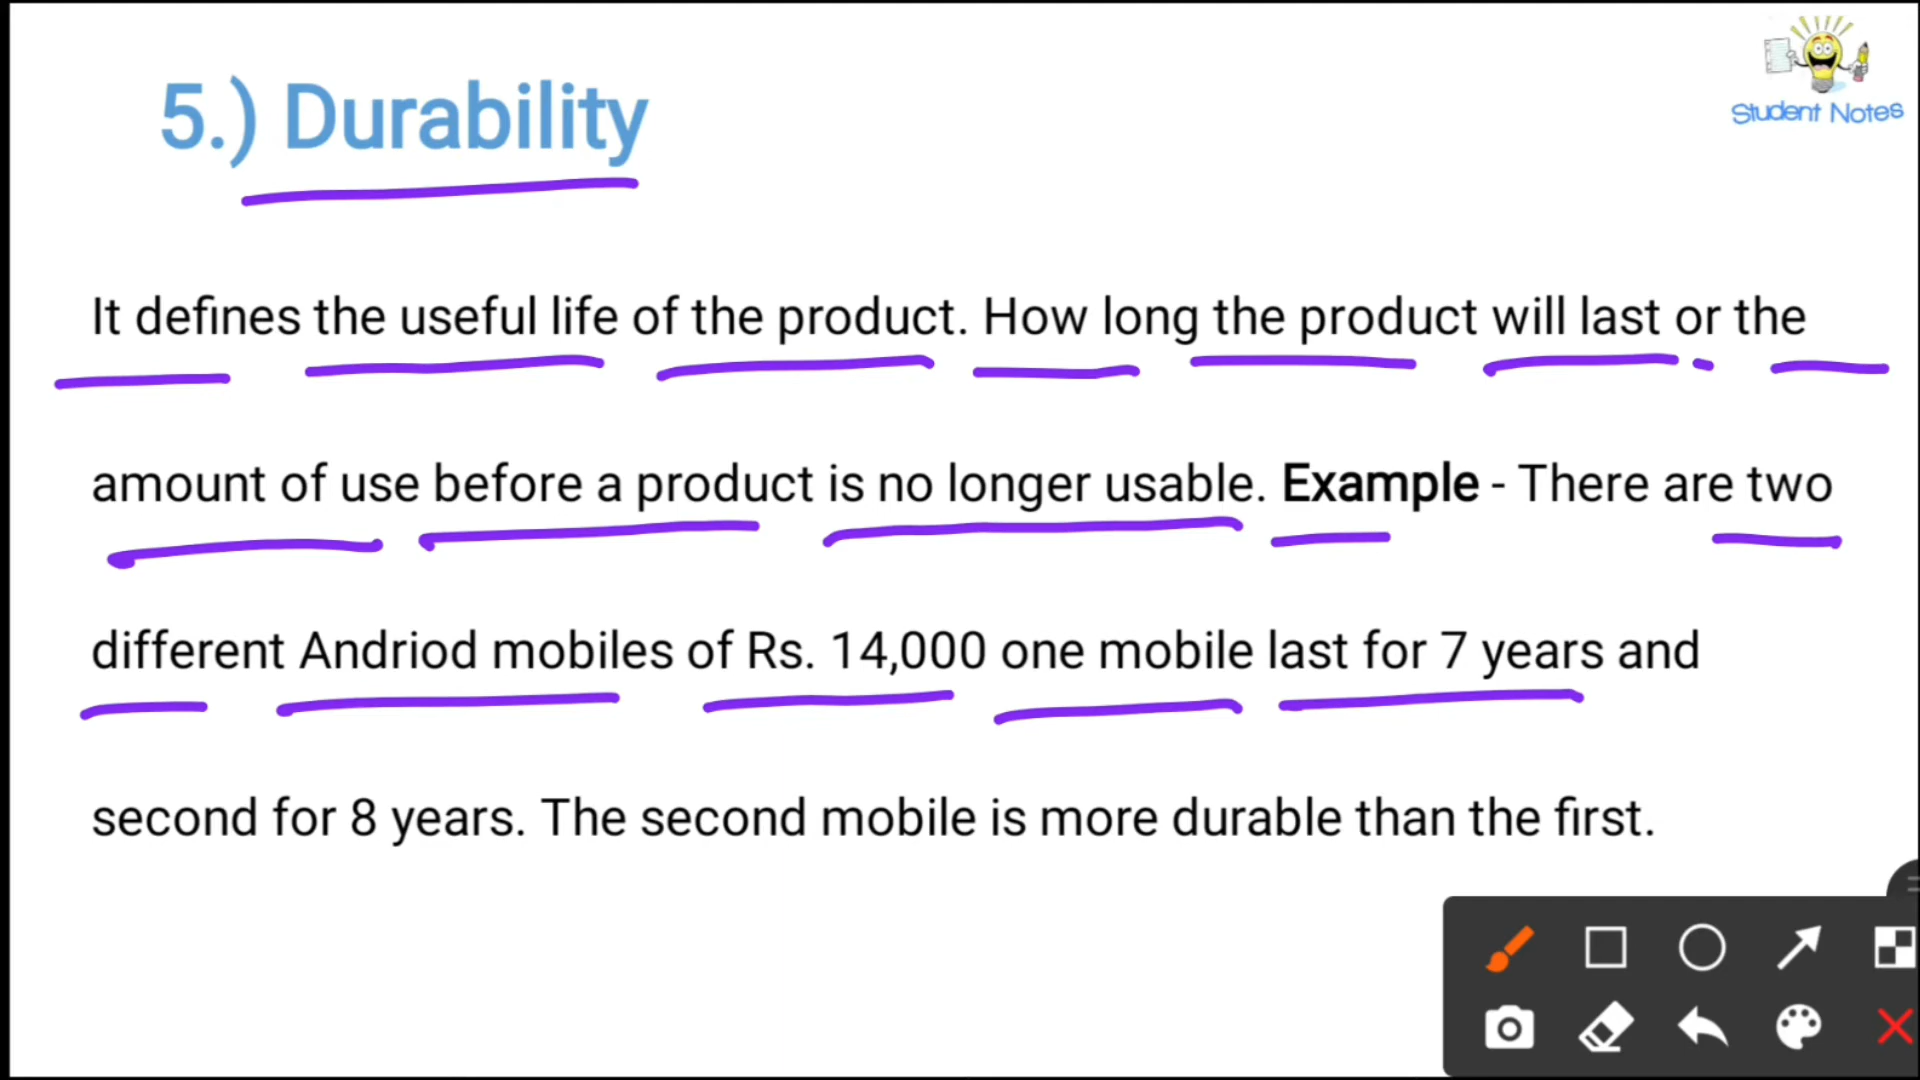 5.) Durability
Student Notes
It defines the useful life of the product. How long the product will last or the
amount of use before a product is no longer usable. Example - There are two
different Andriod mobiles of Rs. 14,000 one mobile last for 7 years and
second for 8 years. The second mobile is more durable than the first.